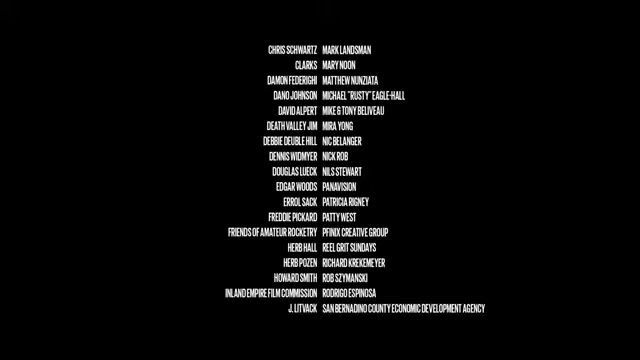 CHRIS SCHWARTZ MARK LANDSMAN
CLARKS MARY NOON
DAMON FEDERIGHI MATTHEW NUNZIATA
DANO JOHNSON MICHAEL "RUSTY" EAGLE-HALL
DAVID ALPERT MIKE & TONY BELIVEAU
DEATH VALLEY JIM MIRA YONG
DEBBIE DEUBLE HILL NIC BELANGER
DENNIS WIDMYER NICK ROB
DOUGLAS LUECK NILS STEWART
EDGAR WOODS PANAVISION
ERROL SACK PATRICIA RIGNEY
FREDDIE PICKARD PATTY WEST
FRIENDS OF AMATEUR ROCKETRY PFINIX CREATIVE GROUP
HERB HALL REEL GRIT SUNDAYS
HERB POZEN RICHARD KREKEMEYER
HOWARD SMITH ROB SZYMANSKI
INLAND EMPIRE FILM COMMISSION RODRIGO ESPINOSA
J. LITVACK SAN BERNADINO COUNTY ECONOMIC DEVELOPMENT AGENCY